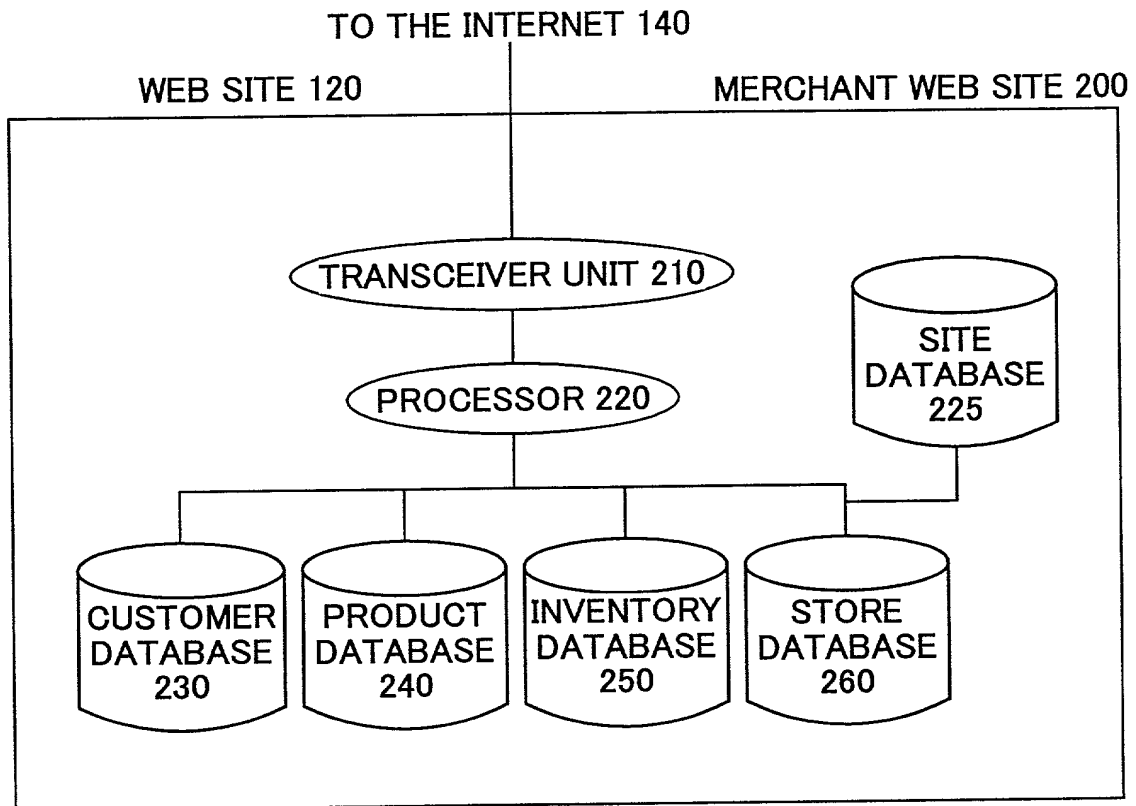 TO THE INTERNET 140
WEB SITE 120
MERCHANT WEB SITE 200
TRANSCEIVER UNIT 210
SITE
DATABASE
225
PROCESSOR 220
CUSTOMER
DATABASE
230
PRODUCT
DATABASE
240
INVENTORY
DATABASE
250
STORE
DATABASE
260